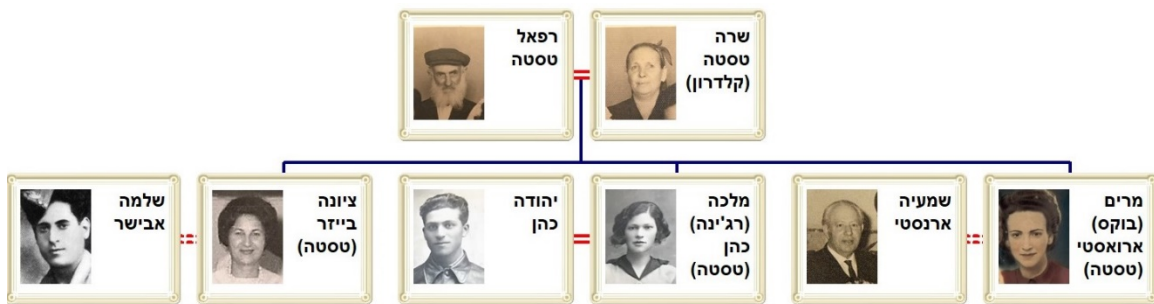 שרה
טסטה
(קלדרון)
רפאל
טסטה
מרים
(בוקס)
ארואסטי
(טסטה)
שמעיה
ארנסטי
מלכה
(רג'ינה)
כהן
(טסטה)
יהודה
כהן
ציונה
בייזר
(טסטה)
שלמה
אבישר